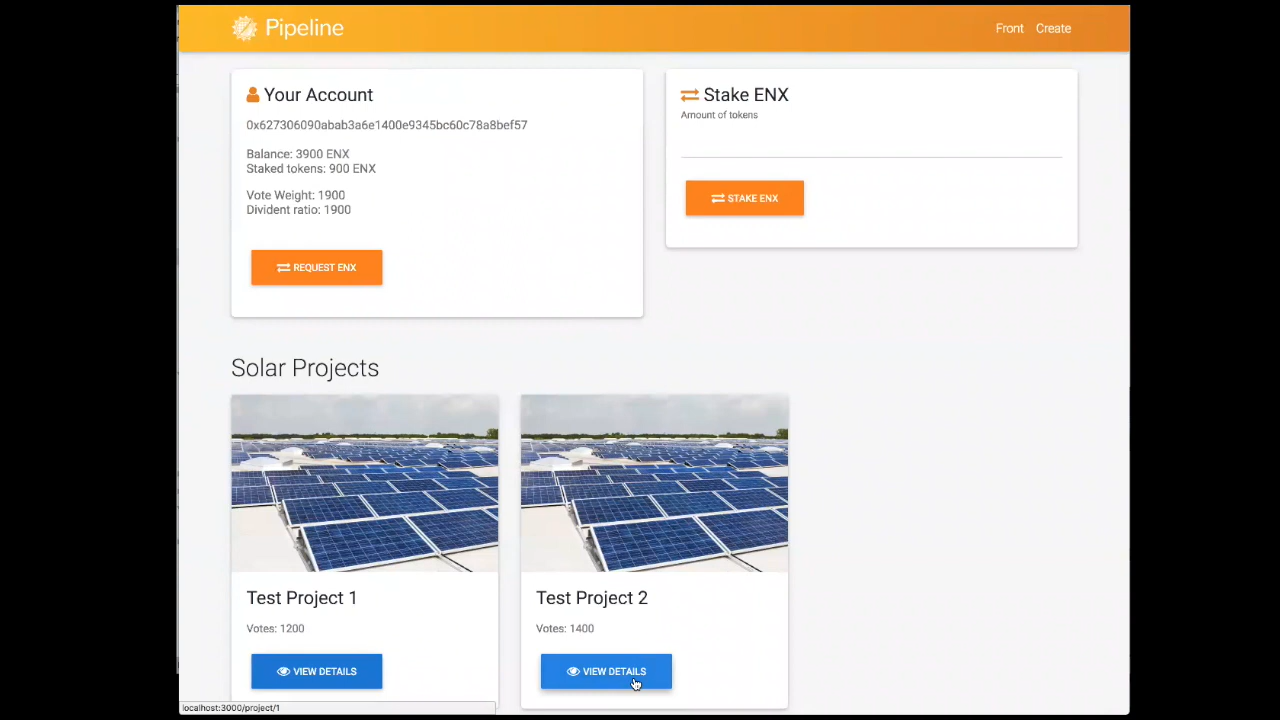 Pipeline
Front Create
Your Account
0x627306090abab3a6e1400e9345bc60c78a8bef57
Balance: 3900 ENX
Staked tokens: 900 ENX
Vote Weight: 1900
Divident ratio: 1900
REQUEST ENX
Stake ENX
Amount of tokens
STAKE ENX
Solar Projects
Test Project 1
Votes: 1200
VIEW DETAILS
Test Project 2
Votes: 1400
VIEW DETAILS
localhost:3000/project/1